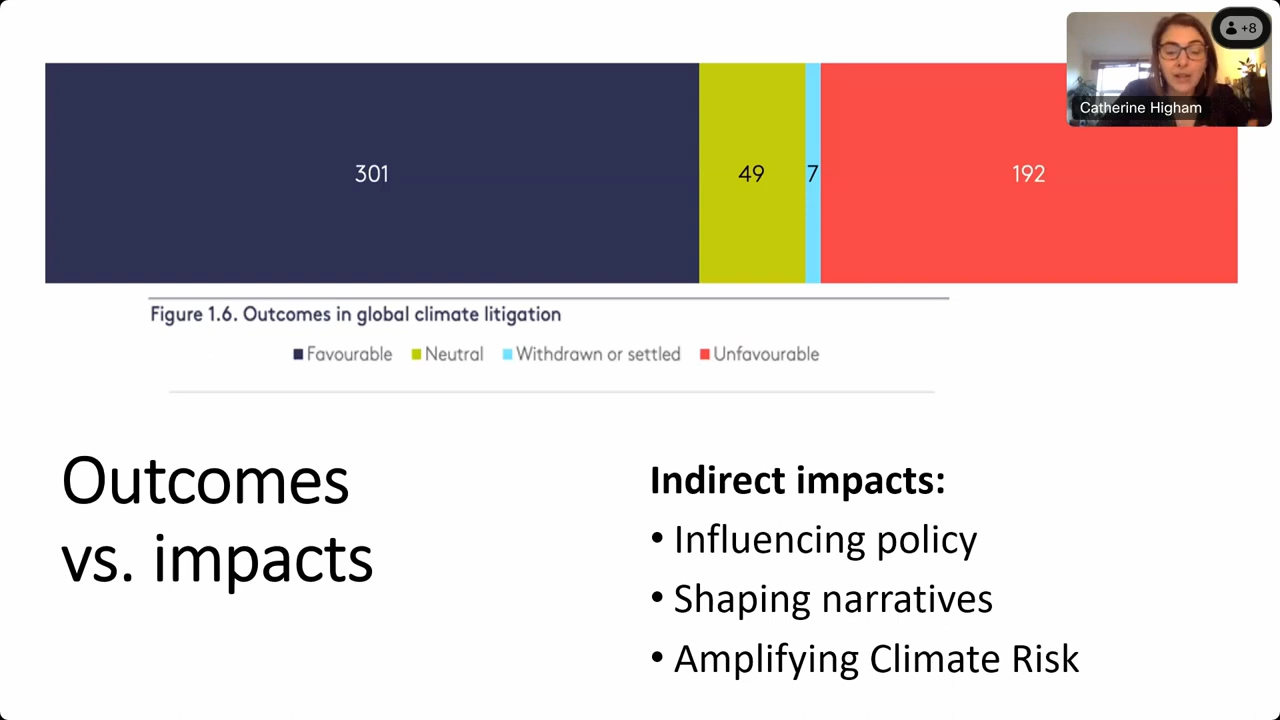 +8
Catherine Higham
301
49
7
192
Figure 1.6. Outcomes in global climate litigation
Favourable Neutral Withdrawn or settled Unfavourable
Outcomes
vs. impacts
Indirect impacts:
• Influencing policy
• Shaping narratives
• Amplifying Climate Risk